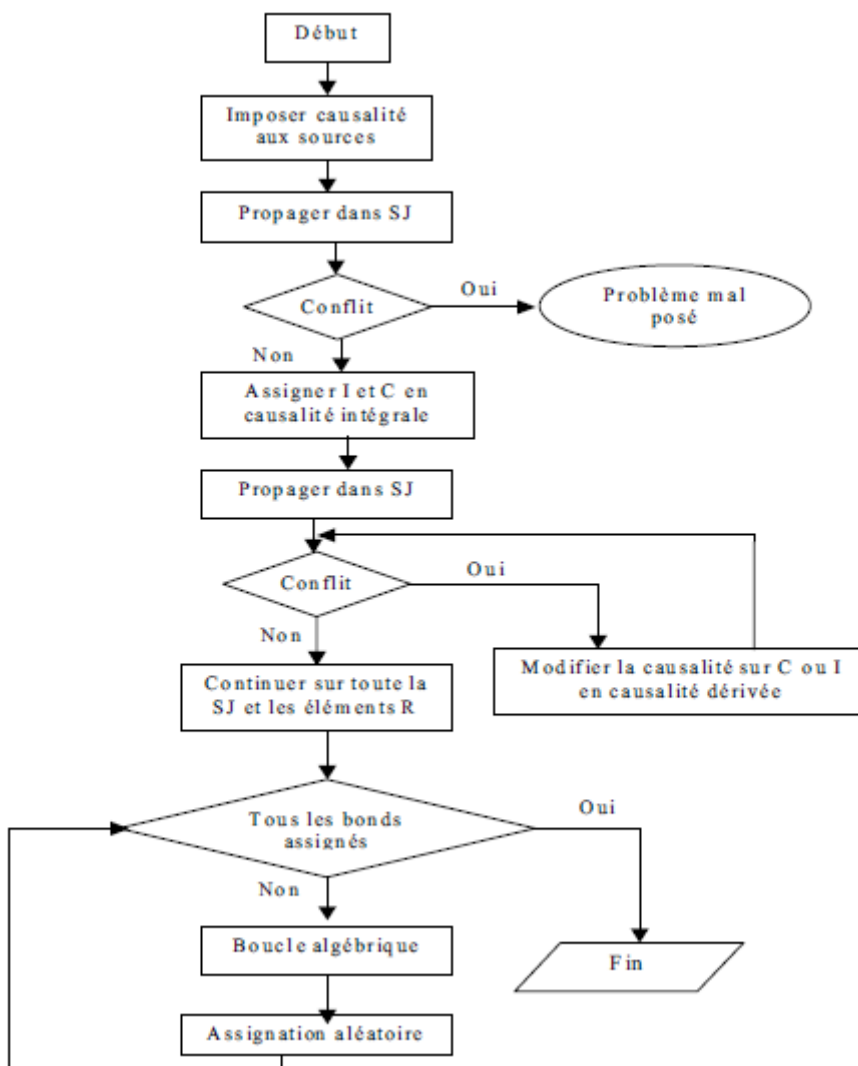 Début
Imposer causalité
aux sources
Propager dans SJ
Conflit
Oui
Problème mal
posé
Non
Assigner I et C en
causalité intégrale
Propager dans SJ
Conflit
Oui
Non
Modifier la causalité sur C ou I
en causalité dérivée
Continuer sur toute la
SJ et les éléments R
Tous les bonds
assignés
Oui
Non
Boucle algébrique
Fin
Assignation aléatoire